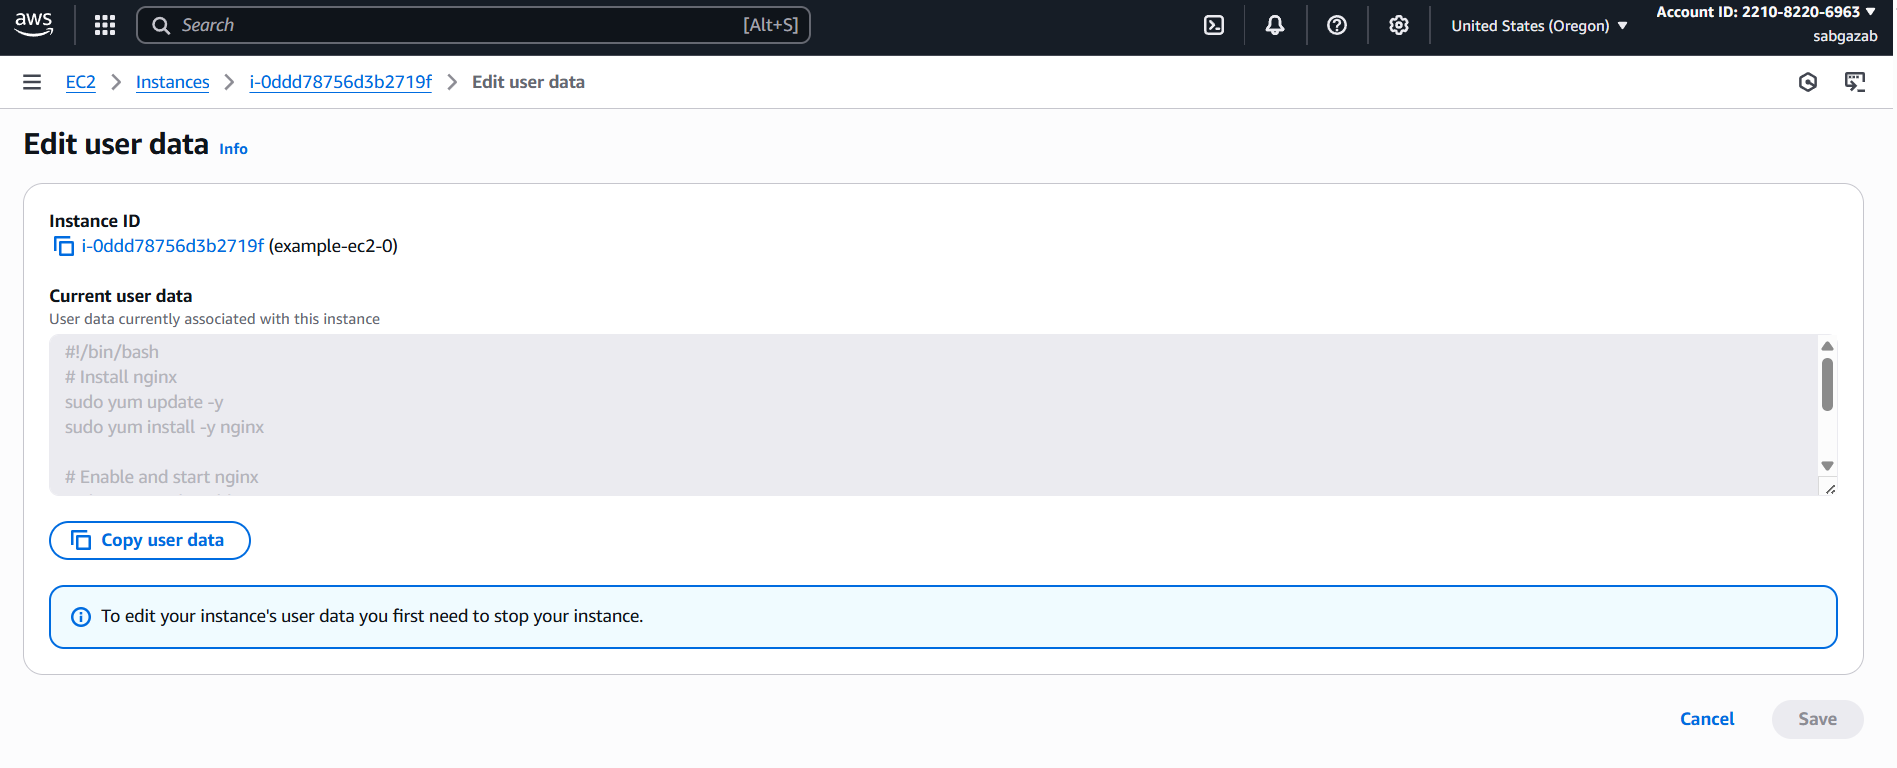 aws
Search [Alt+S]
United States (Oregon)
Account ID: 2210-8220-6963
sabgazab
EC2 > Instances > i-0ddd78756d3b2719f > Edit user data
Edit user data Info
Instance ID
i-0ddd78756d3b2719f (example-ec2-0)
Current user data
User data currently associated with this instance
#!/bin/bash
# Install nginx
sudo yum update -y
sudo yum install -y nginx
# Enable and start nginx
Copy user data
To edit your instance's user data you first need to stop your instance.
Cancel
Save